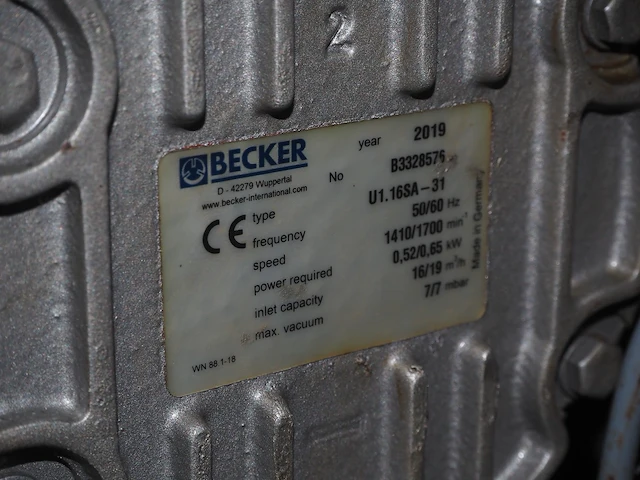 2
BECKER
D - 42279 Wuppertal
www.becker-international.com
year 2019
No B3328576
CE
type U1.16SA-31
frequency 50/60 Hz
speed 1410/1700 min⁻¹
power required 0,52/0,65 kW
inlet capacity 16/19 m³/h
max. vacuum 7/7 mbar
Made in Germany
WN 88 1-18